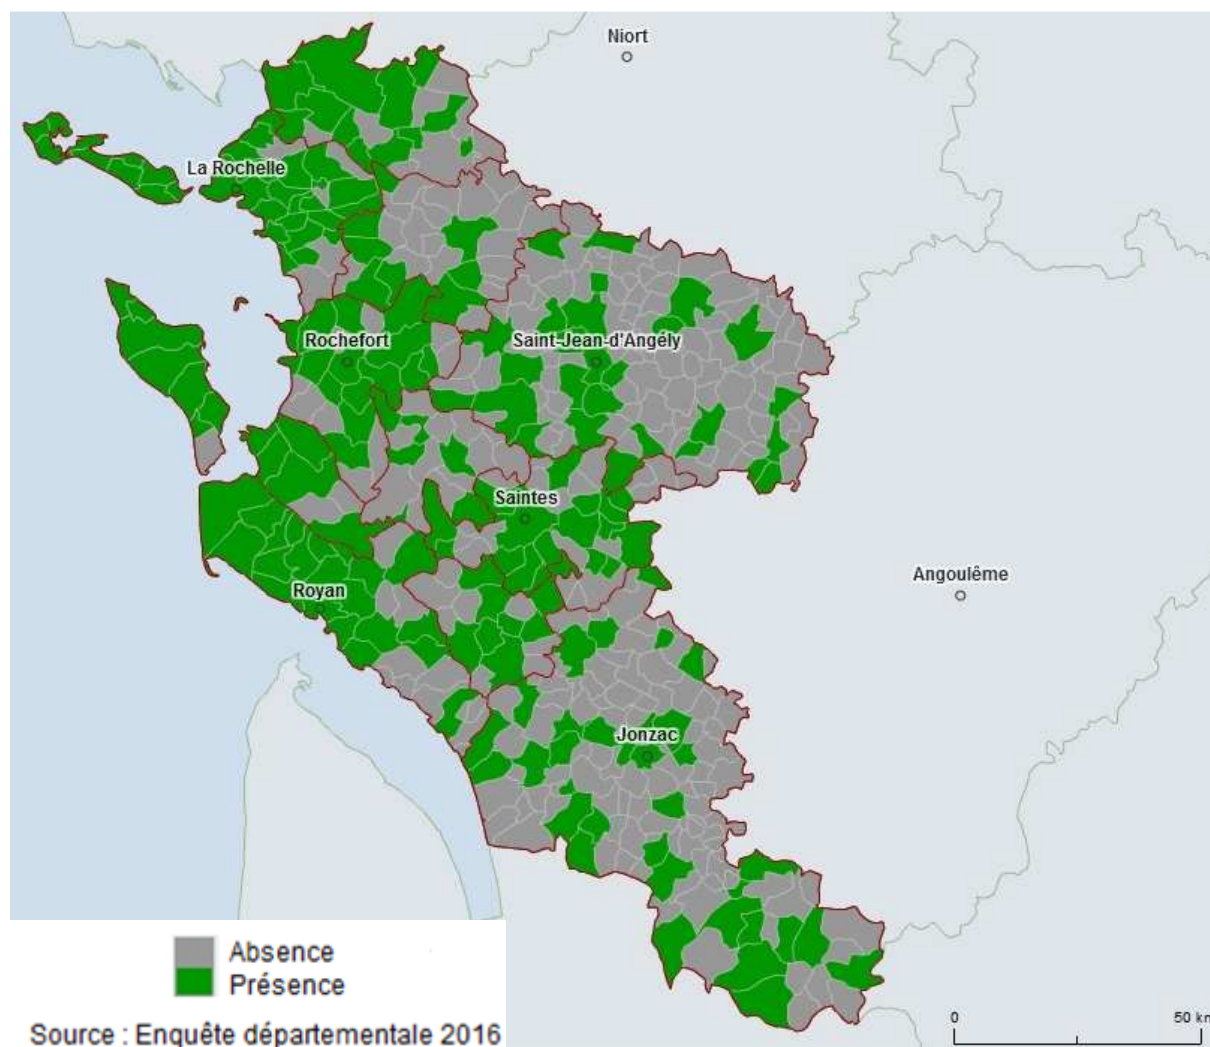 Niort
La Rochelle
Rochefort
Saint-Jean-d'Angély
Saintes
Angoulême
Royan
Jonzac
Absence
Présence
0 50 km
Source : Enquête départementale 2016